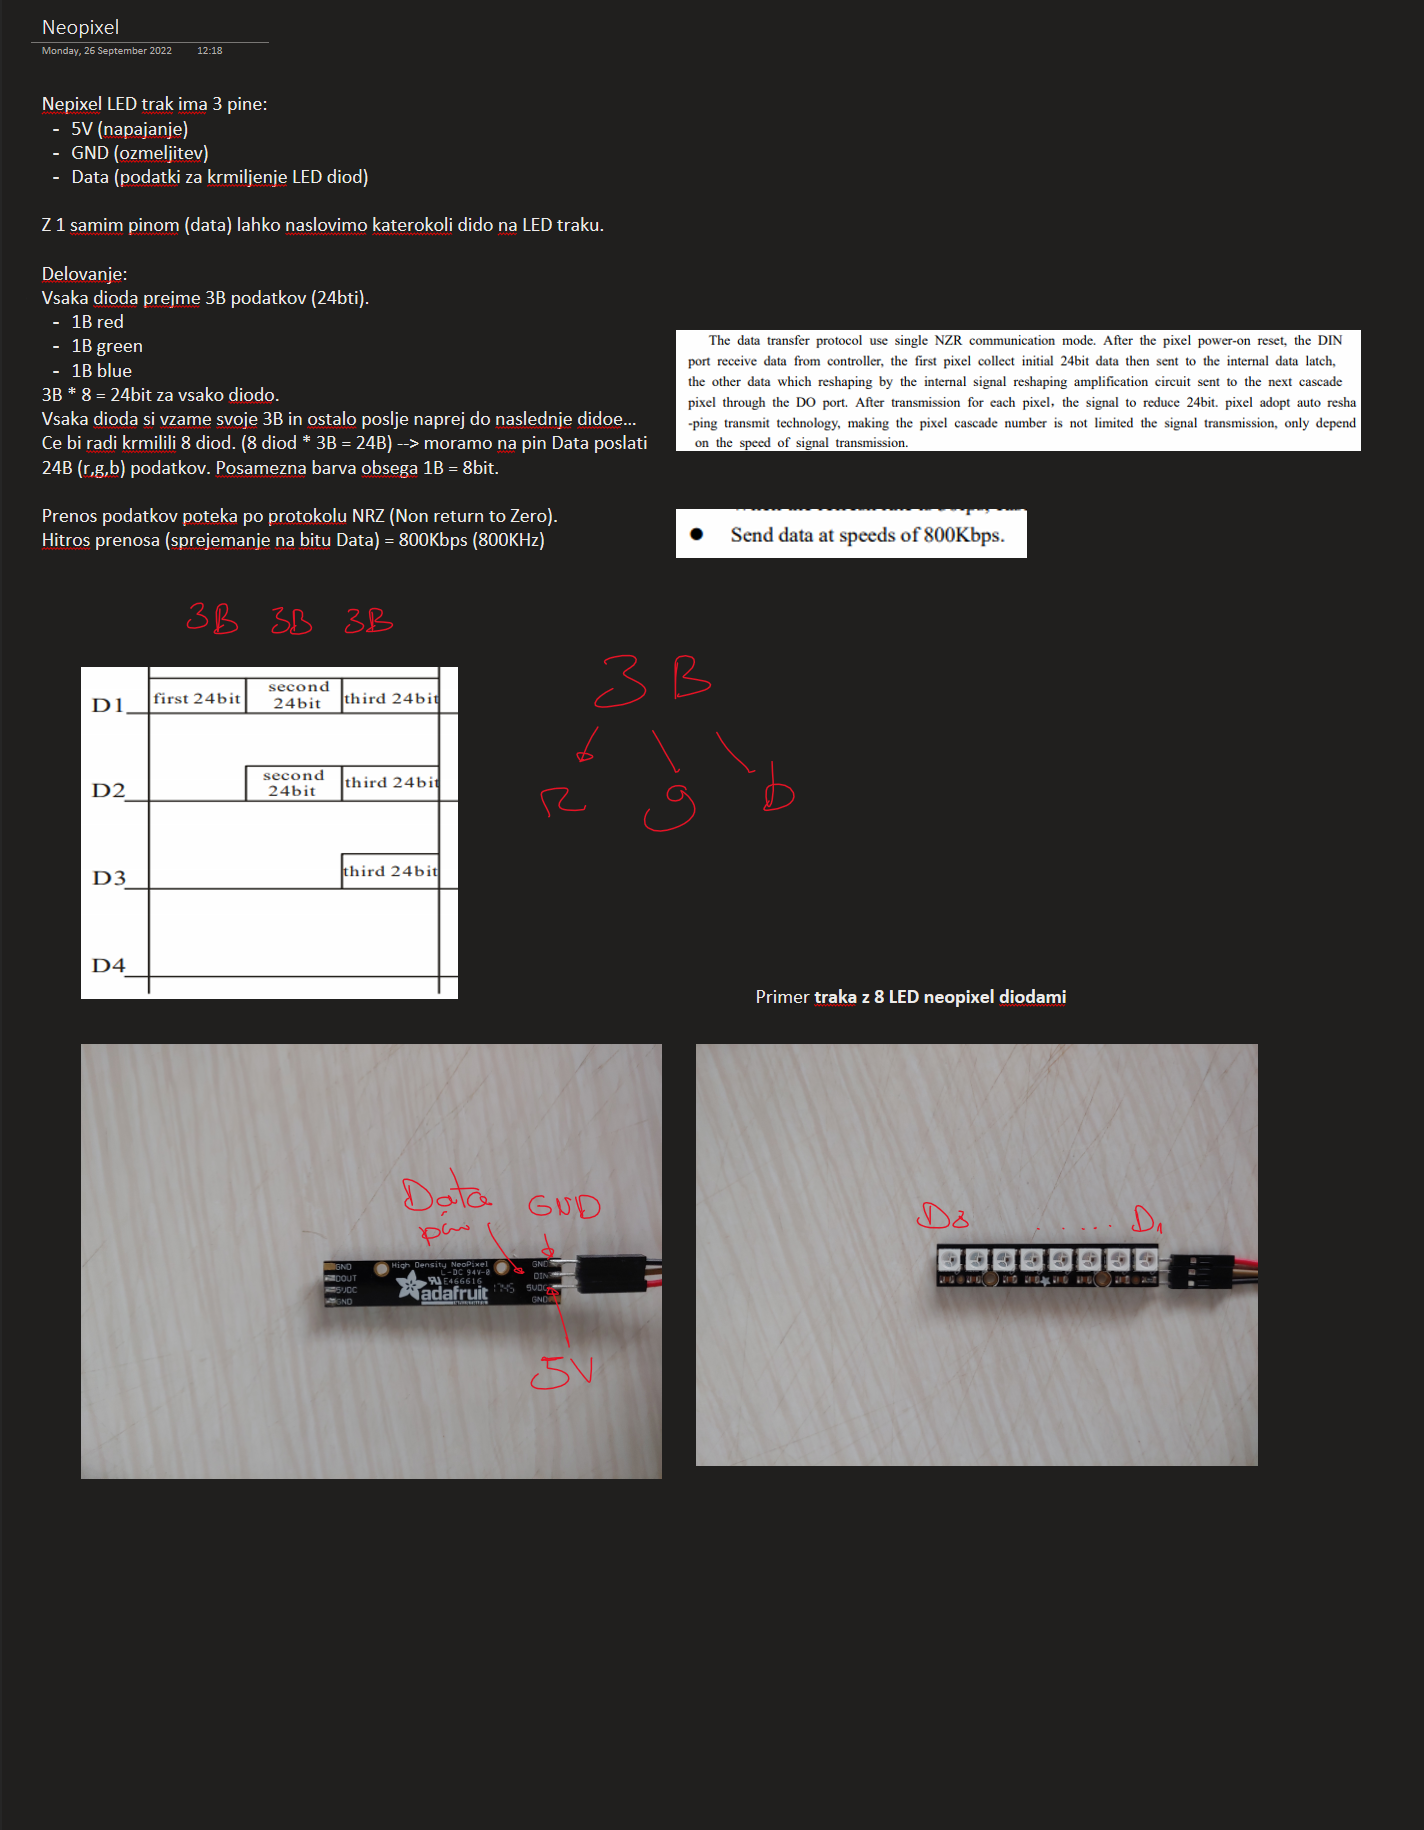 Neopixel
Monday, 26 September 2022 12:18
Nepixel LED trak ima 3 pine:
- 5V (napajanje)
- GND (ozmeljitev)
- Data (podatki za krmiljenje LED diod)
Z 1 samim pinom (data) lahko naslovimo katerokoli dido na LED traku.
Delovanje:
Vsaka dioda prejme 3B podatkov (24bti).
- 1B red
- 1B green
- 1B blue
3B * 8 = 24bit za vsako diodo.
Vsaka dioda si vzame svoje 3B in ostalo poslje naprej do naslednje didoe...
Ce bi radi krmilili 8 diod. (8 diod * 3B = 24B) --> moramo na pin Data poslati
24B (r,g,b) podatkov. Posamezna barva obsega 1B = 8bit.
Prenos podatkov poteka po protokolu NRZ (Non return to Zero).
Hitros prenosa (sprejemanje na bitu Data) = 800Kbps (800KHz)
The data transfer protocol use single NZR communication mode. After the pixel power-on reset, the DIN
port receive data from controller, the first pixel collect initial 24bit data then sent to the internal data latch,
the other data which reshaping by the internal signal reshaping amplification circuit sent to the next cascade
pixel through the DO port. After transmission for each pixel, the signal to reduce 24bit. pixel adopt auto resha
-ping transmit technology, making the pixel cascade number is not limited the signal transmission, only depend
on the speed of signal transmission.
● Send data at speeds of 800Kbps.
3B 3B 3B
D1 first 24bit second 24bit third 24bit
D2 second 24bit third 24bit
D3 third 24bit
D4
3 B
r g b
Primer traka z 8 LED neopixel diodami
Data GND
pin
GND High Density NeoPixel GND
DOUT L-DC 94V-0 DIN
5VDC E466616 5VDC
GND adafruit 1745 GND
5V
D8 ...... D1